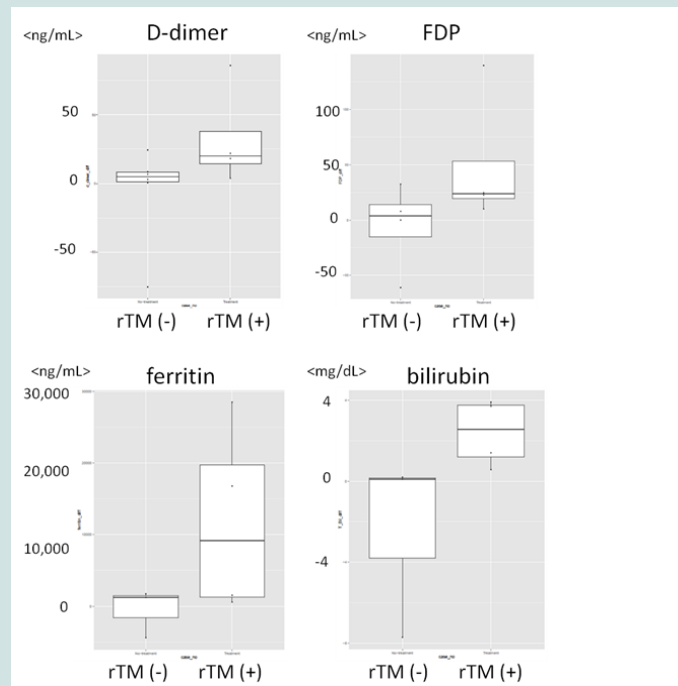 <ng/mL> D-dimer
50
0
-50
rTM (-) rTM (+)
<ng/mL> FDP
100
50
0
-50
rTM (-) rTM (+)
<ng/mL> ferritin
30,000
20,000
10,000
0
rTM (-) rTM (+)
<mg/dL> bilirubin
4
0
-4
rTM (-) rTM (+)